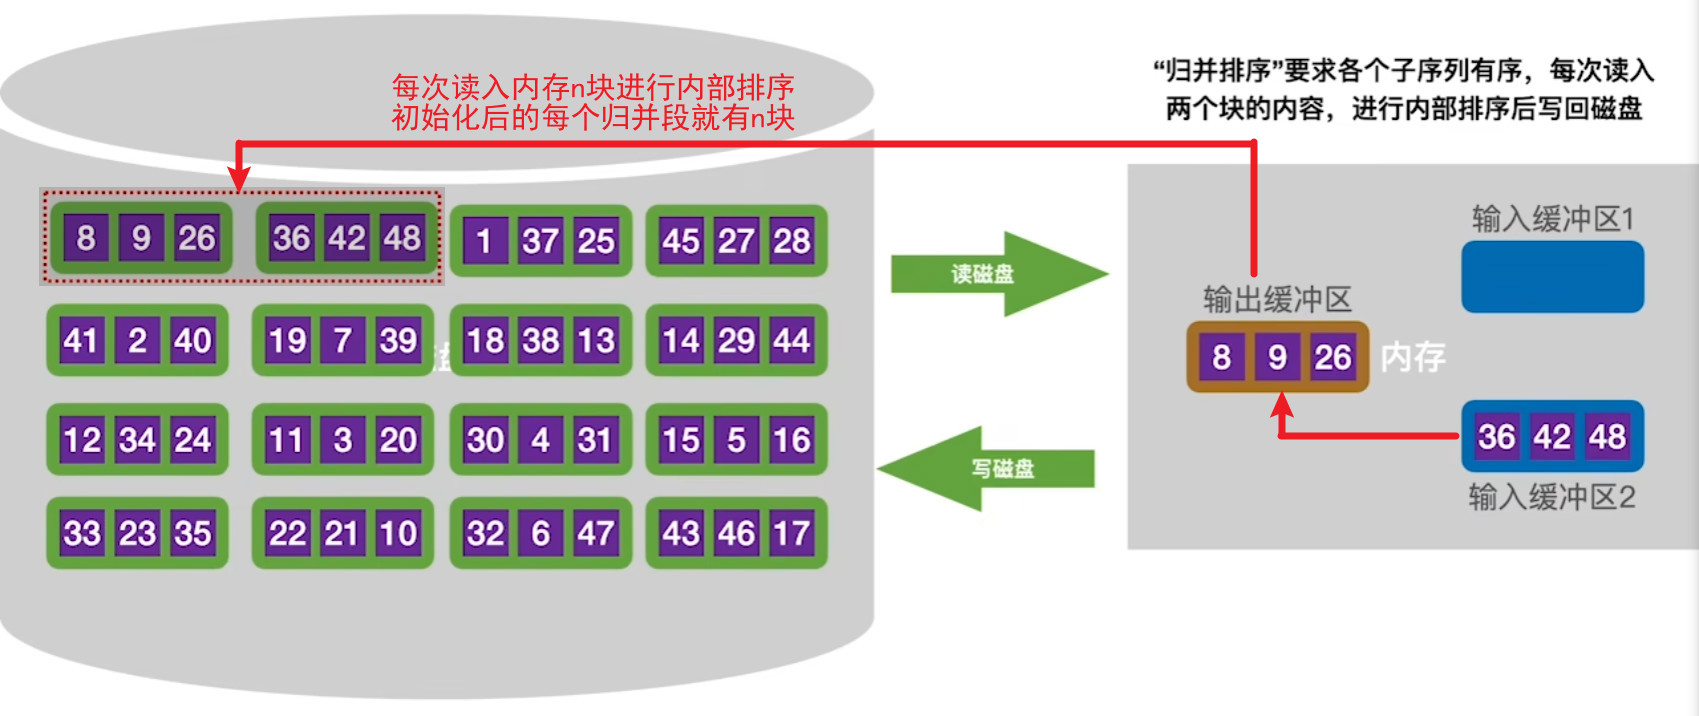 每次读入内存n块进行内部排序
初始化后的每个归并段就有n块
“归并排序”要求各个子序列有序，每次读入
两个块的内容，进行内部排序后写回磁盘
8 9 26 36 42 48 1 37 25 45 27 28
41 2 40 19 7 39 18 38 13 14 29 44
盘
12 34 24 11 3 20 30 4 31 15 5 16
33 23 35 22 21 10 32 6 47 43 46 17
读磁盘
写磁盘
输入缓冲区1
输出缓冲区
8 9 26
内存
36 42 48
输入缓冲区2